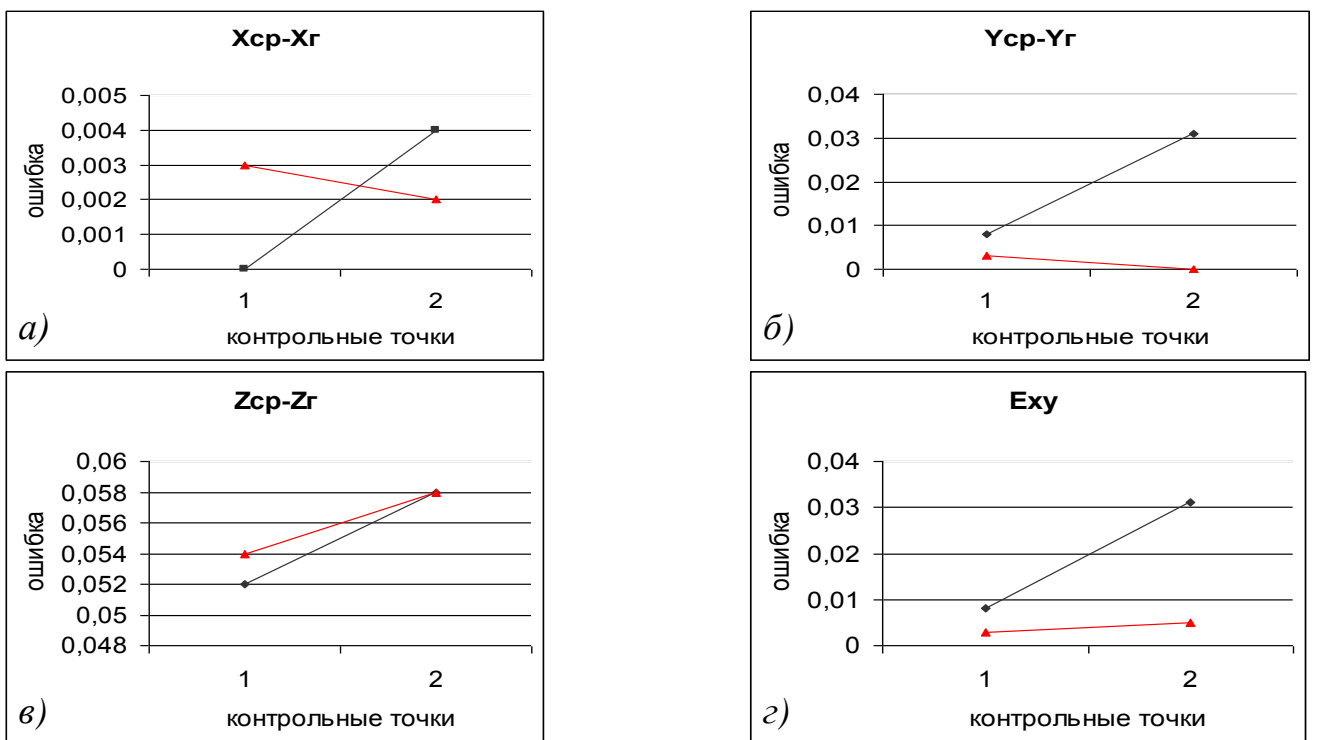 Xср-Xг
ошибка
0,005
0,004
0,003
0,002
0,001
0
1 2
контрольные точки
а)
Yср-Yг
ошибка
0,04
0,03
0,02
0,01
0
1 2
контрольные точки
б)
Zср-Zг
ошибка
0,06
0,058
0,056
0,054
0,052
0,05
0,048
1 2
контрольные точки
в)
Exy
ошибка
0,04
0,03
0,02
0,01
0
1 2
контрольные точки
г)